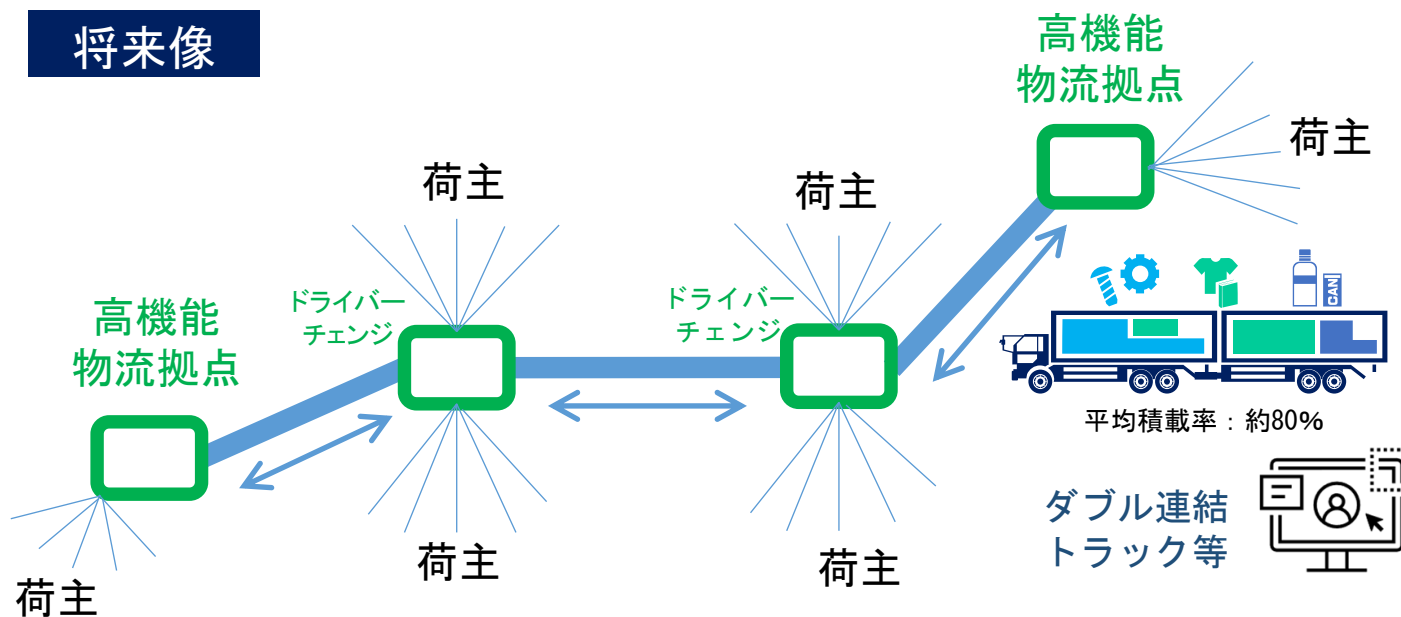 将来像
高機能
物流拠点
荷主
荷主
荷主
ドライバー
チェンジ
ドライバー
チェンジ
高機能
物流拠点
CAN
平均積載率：約80%
ダブル連結
トラック等
荷主
荷主
荷主